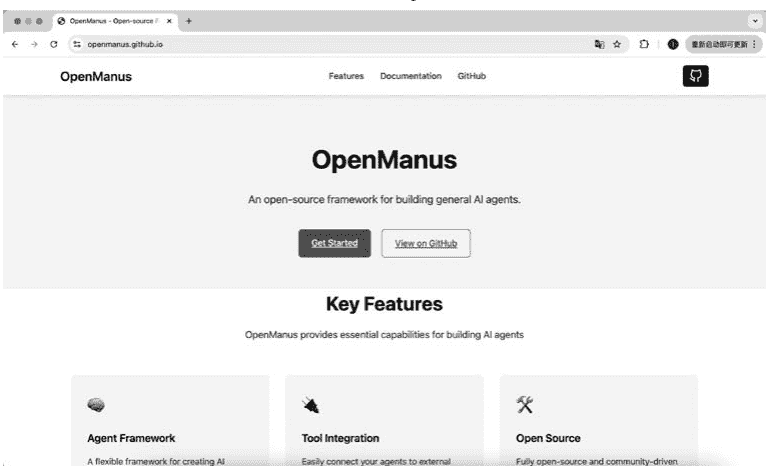 OpenManus - Open-source F
openmanus.github.io
重新启动即可更新
OpenManus
Features Documentation GitHub
OpenManus
An open-source framework for building general AI agents.
Get Started View on GitHub
Key Features
OpenManus provides essential capabilities for building AI agents
Agent Framework Tool Integration Open Source
A flexible framework for creating AI Easily connect your agents to external Fully open-source and community-driven